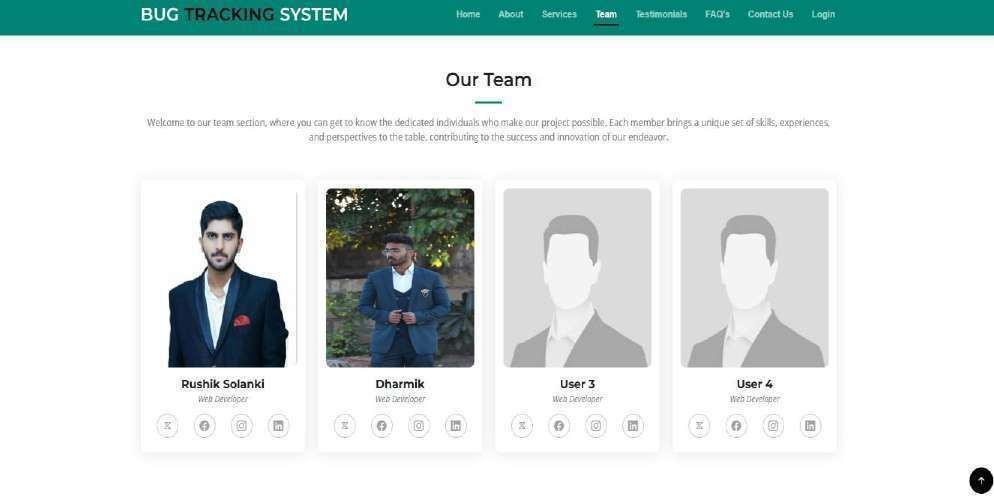 BUG TRACKING SYSTEM
Home About Services Team Testimonials FAQ's Contact Us Login
Our Team
Welcome to our team section, where you can get to know the dedicated individuals who make our project possible. Each member brings a unique set of skills, experiences,
and perspectives to the table, contributing to the success and innovation of our endeavor.
Rushik Solanki Dharmik User 3 User 4
Web Developer Web Developer Web Developer Web Developer